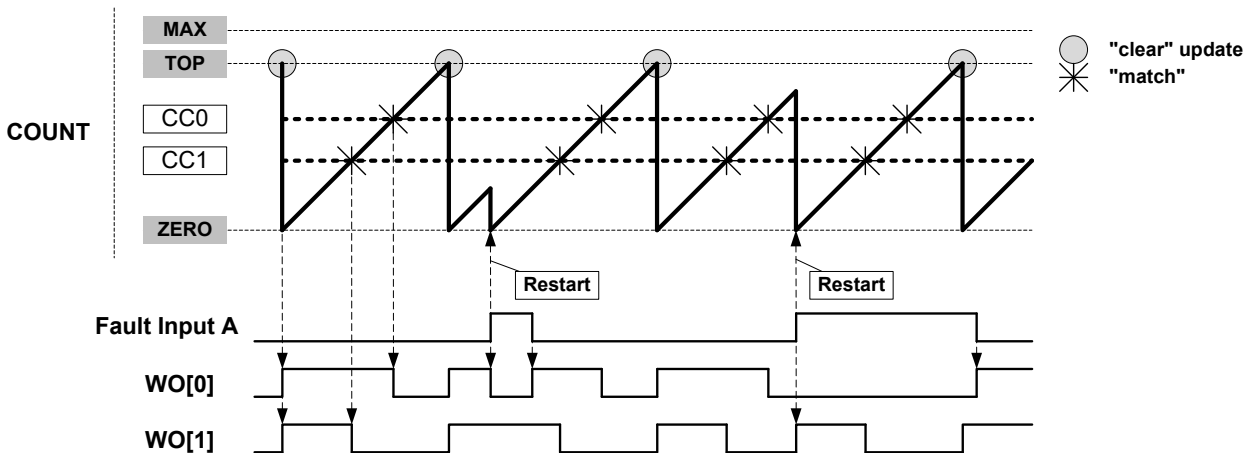 MAX
"clear" update
TOP
"match"
CC0
COUNT
CC1
ZERO
Restart
Restart
Fault Input A
WO[0]
WO[1]